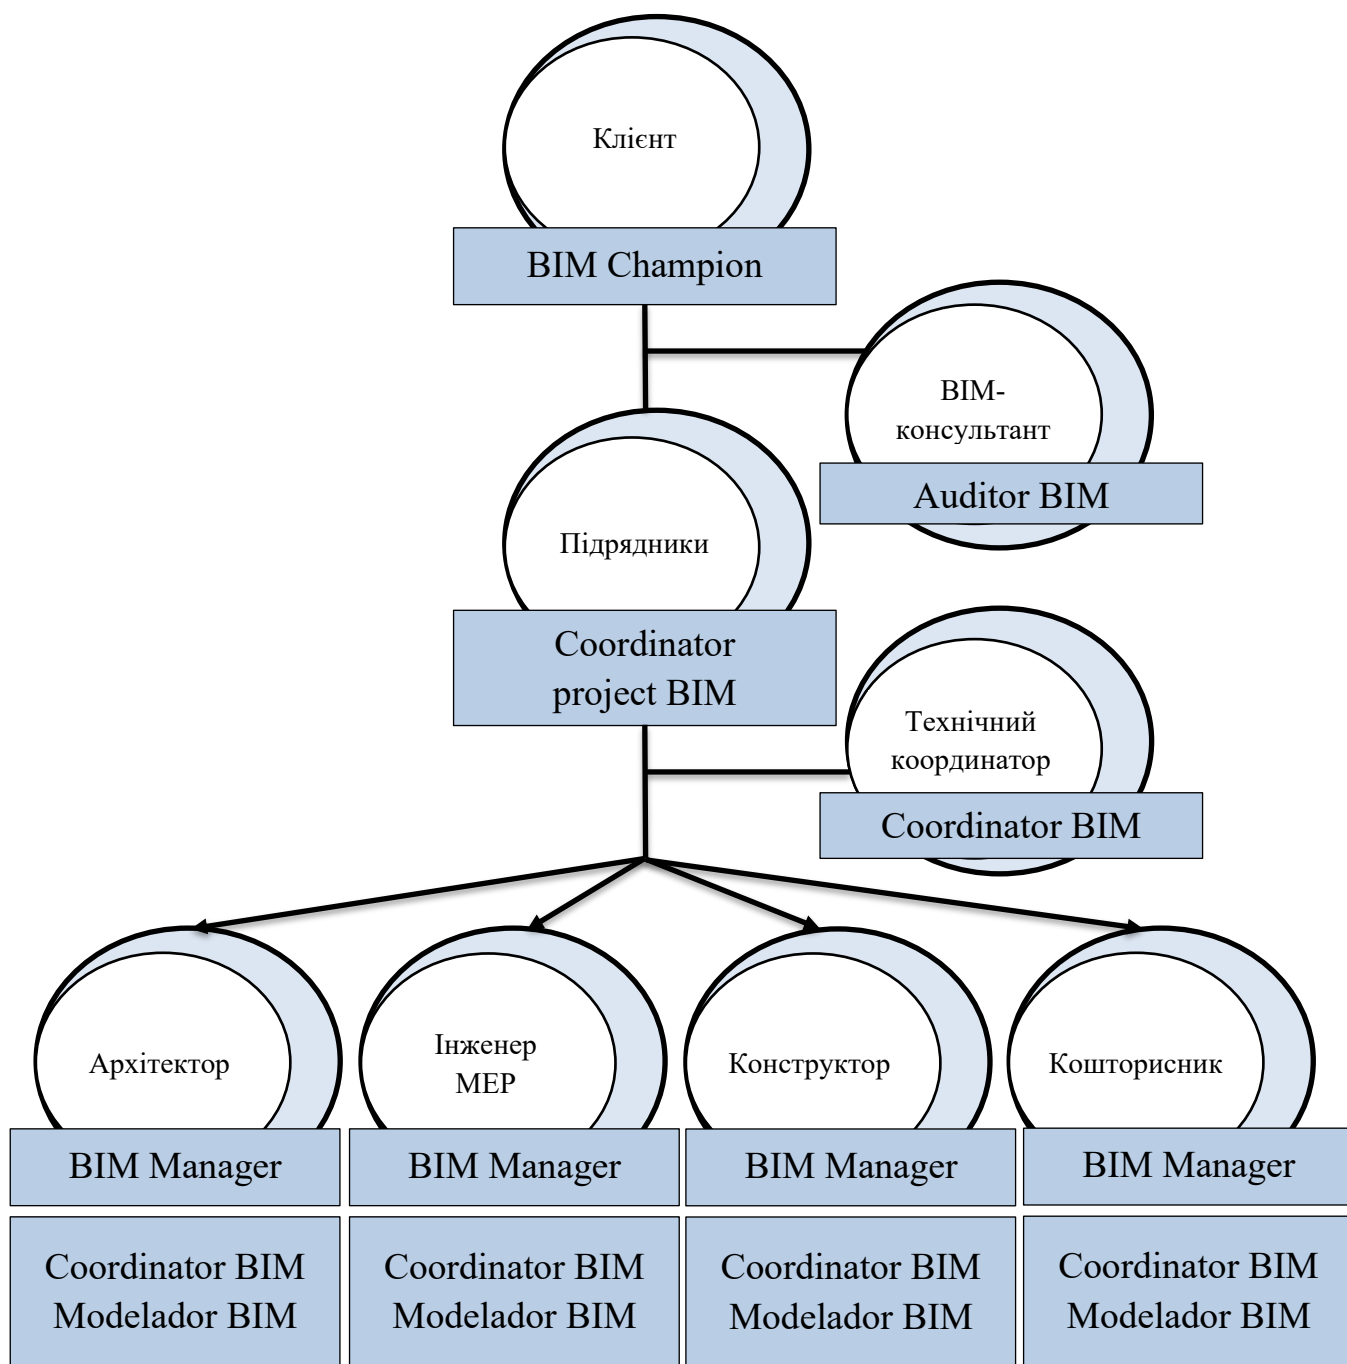 Клієнт
BIM Champion
BIM-
консультант
Auditor BIM
Підрядники
Coordinator
project BIM
Технічний
координатор
Coordinator BIM
Архітектор
BIM Manager
Coordinator BIM
Modelador BIM
Інженер
МЕР
BIM Manager
Coordinator BIM
Modelador BIM
Конструктор
BIM Manager
Coordinator BIM
Modelador BIM
Кошторисник
BIM Manager
Coordinator BIM
Modelador BIM